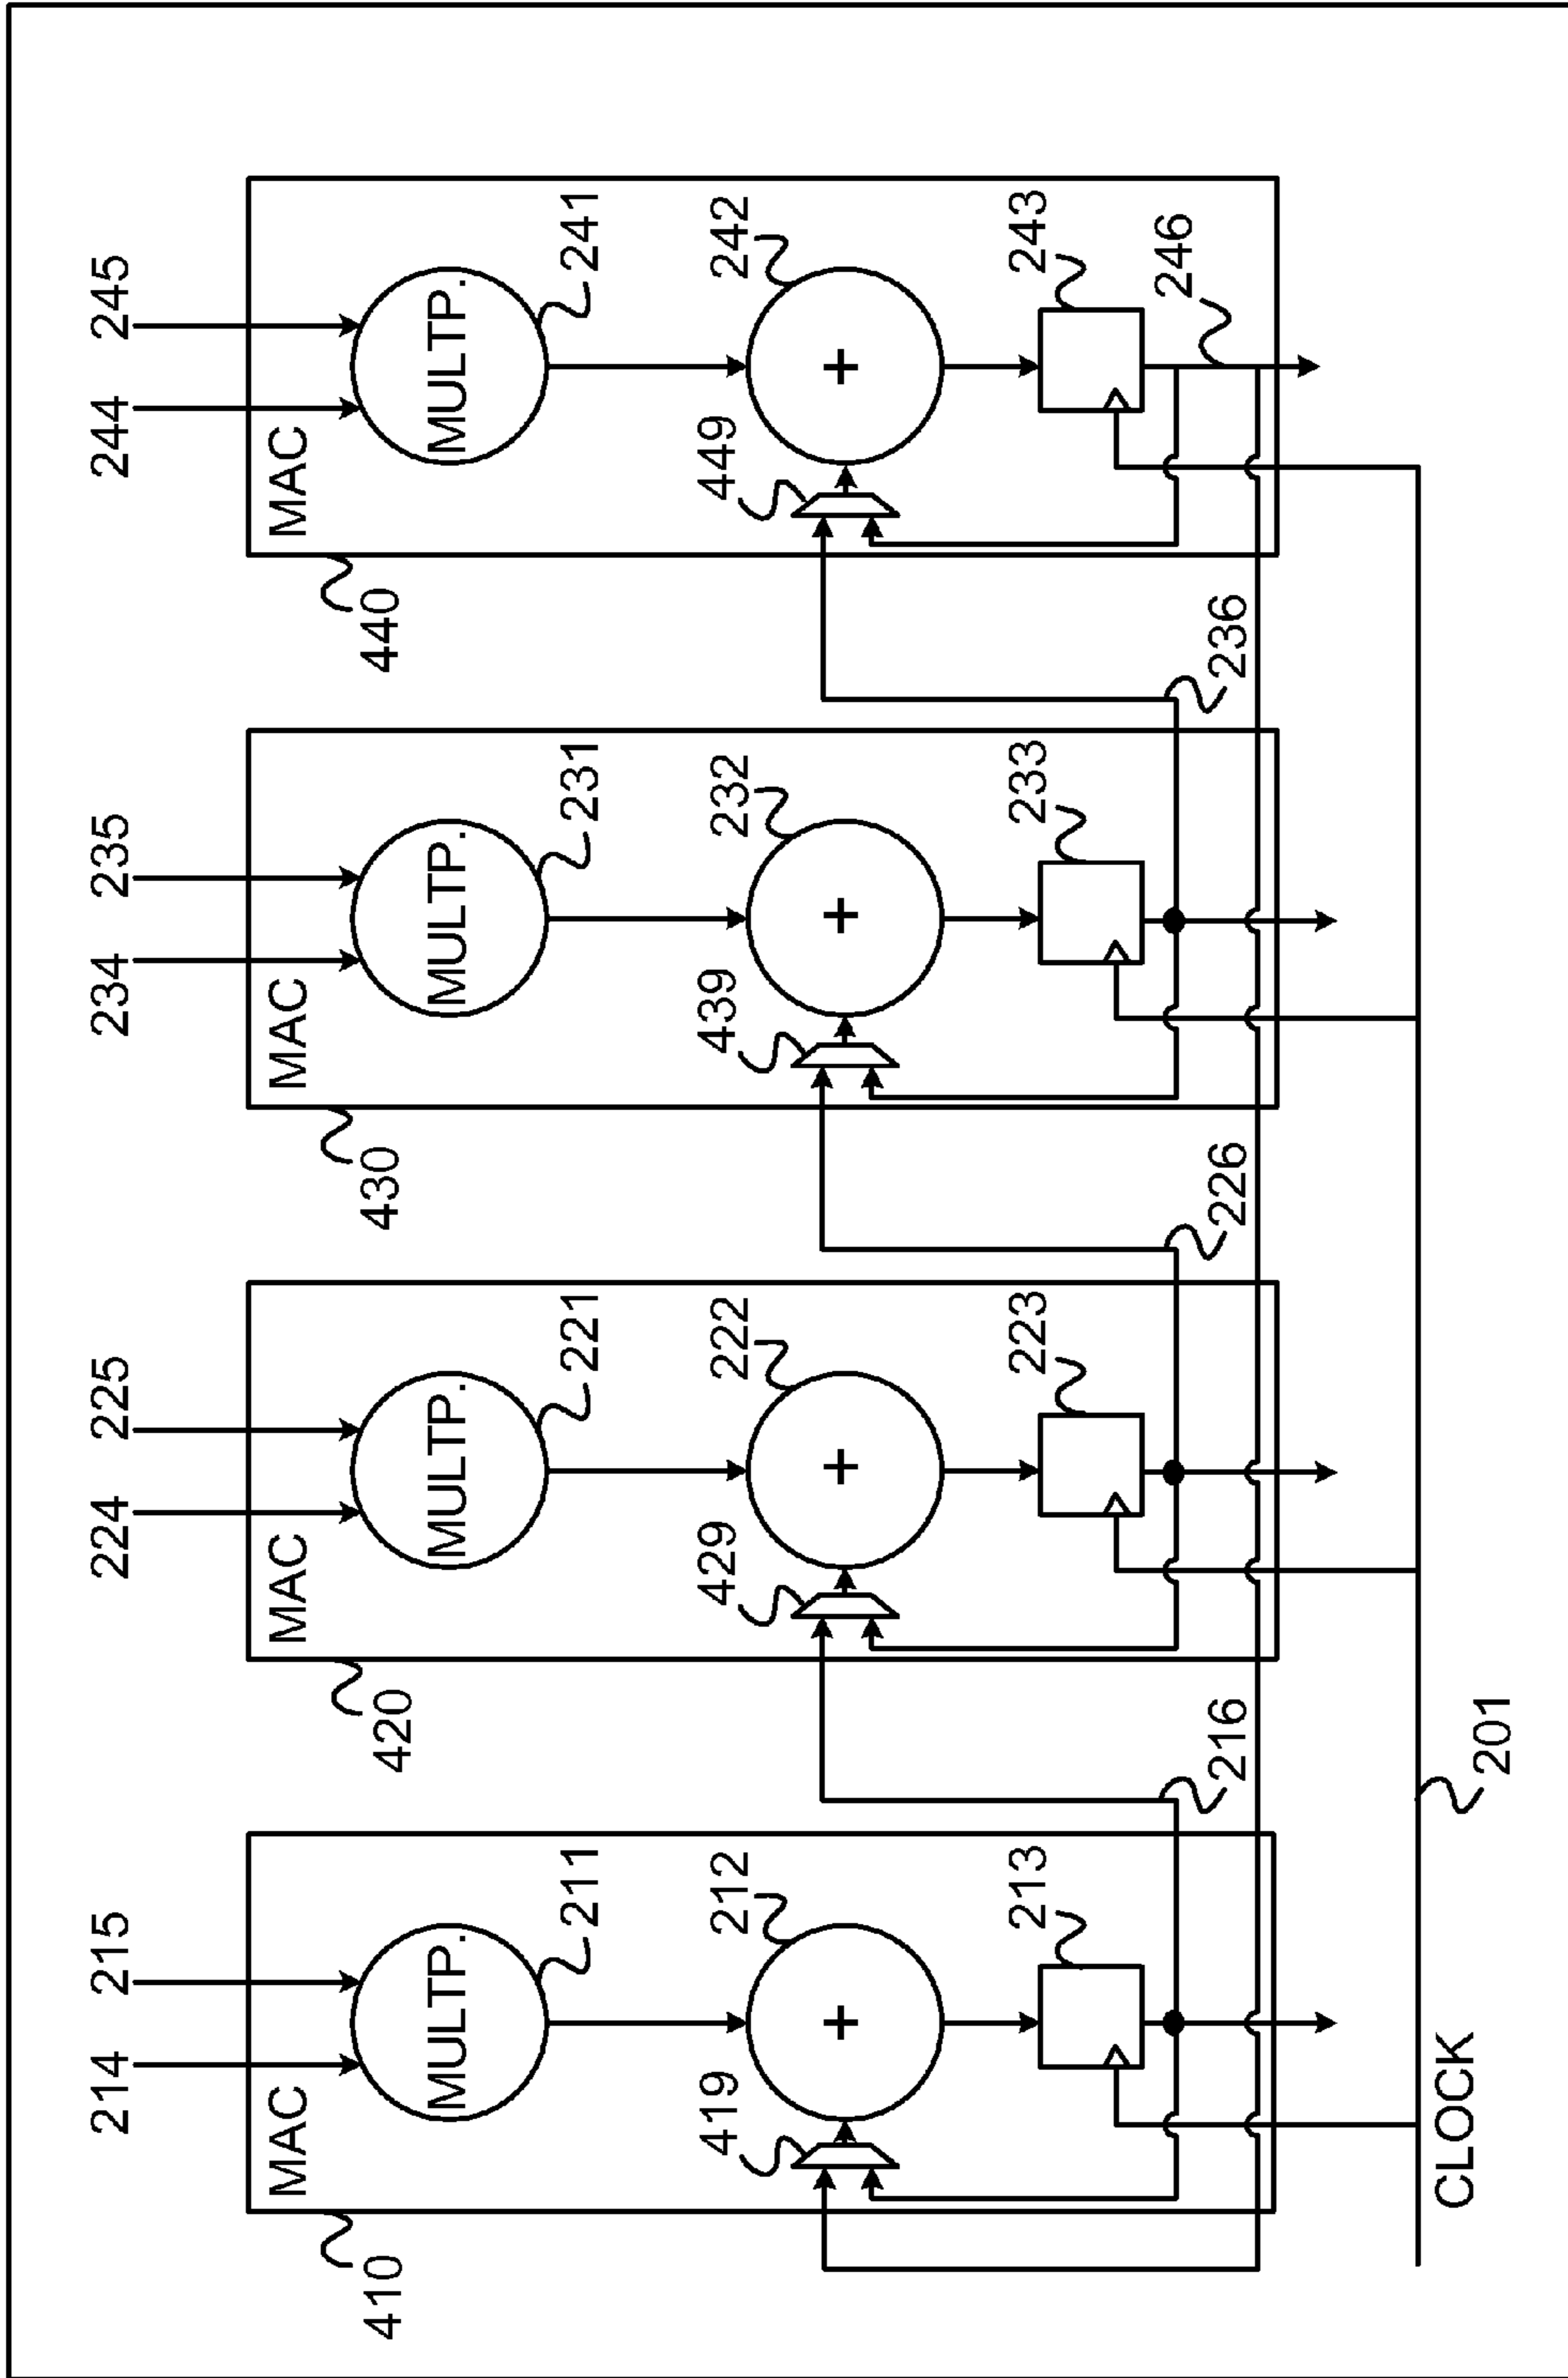 214 215 224 225 234 235 244 245
MAC MAC MAC MAC
410 420 430 440
MULTP. MULTP. MULTP. MULTP.
211 221 231 241
419 212 429 222 439 232 449 242
+ + + +
213 223 233 243
216 226 236 246
CLOCK 201